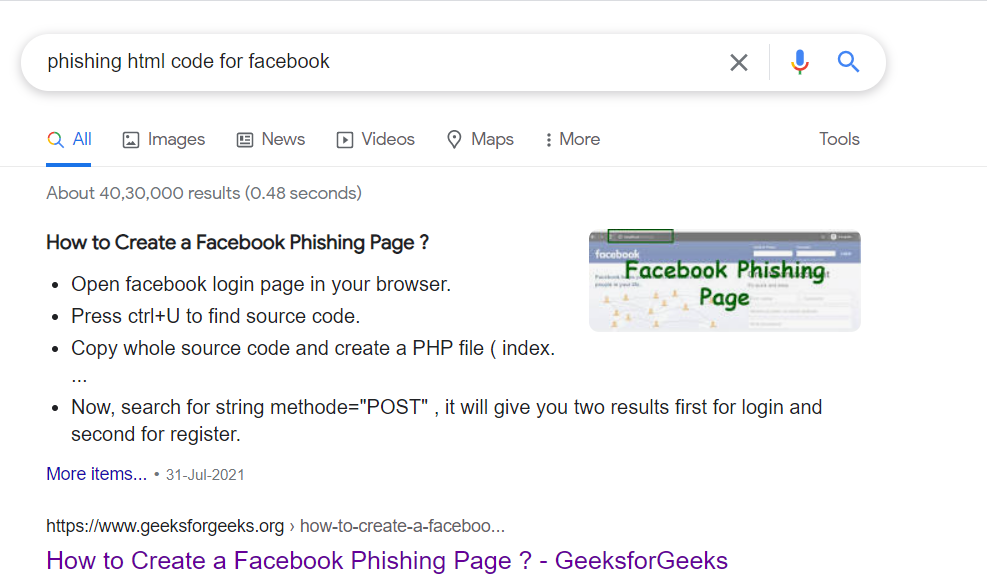 phishing html code for facebook
All Images News Videos Maps More Tools
About 40,30,000 results (0.48 seconds)
How to Create a Facebook Phishing Page ?
facebook
Facebook Phishing
Page
Open facebook login page in your browser.
Press ctrl+U to find source code.
Copy whole source code and create a PHP file ( index.
...
Now, search for string methode="POST" , it will give you two results first for login and
second for register.
More items... • 31-Jul-2021
https://www.geeksforgeeks.org › how-to-create-a-faceboo...
How to Create a Facebook Phishing Page ? - GeeksforGeeks